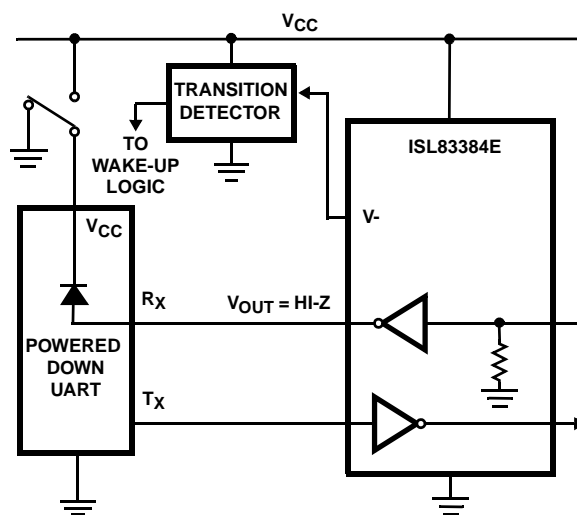 VCC
TRANSITION
DETECTOR
TO
WAKE-UP
LOGIC
ISL83384E
V-
VCC
RX
VOUT = HI-Z
POWERED
DOWN
UART
TX